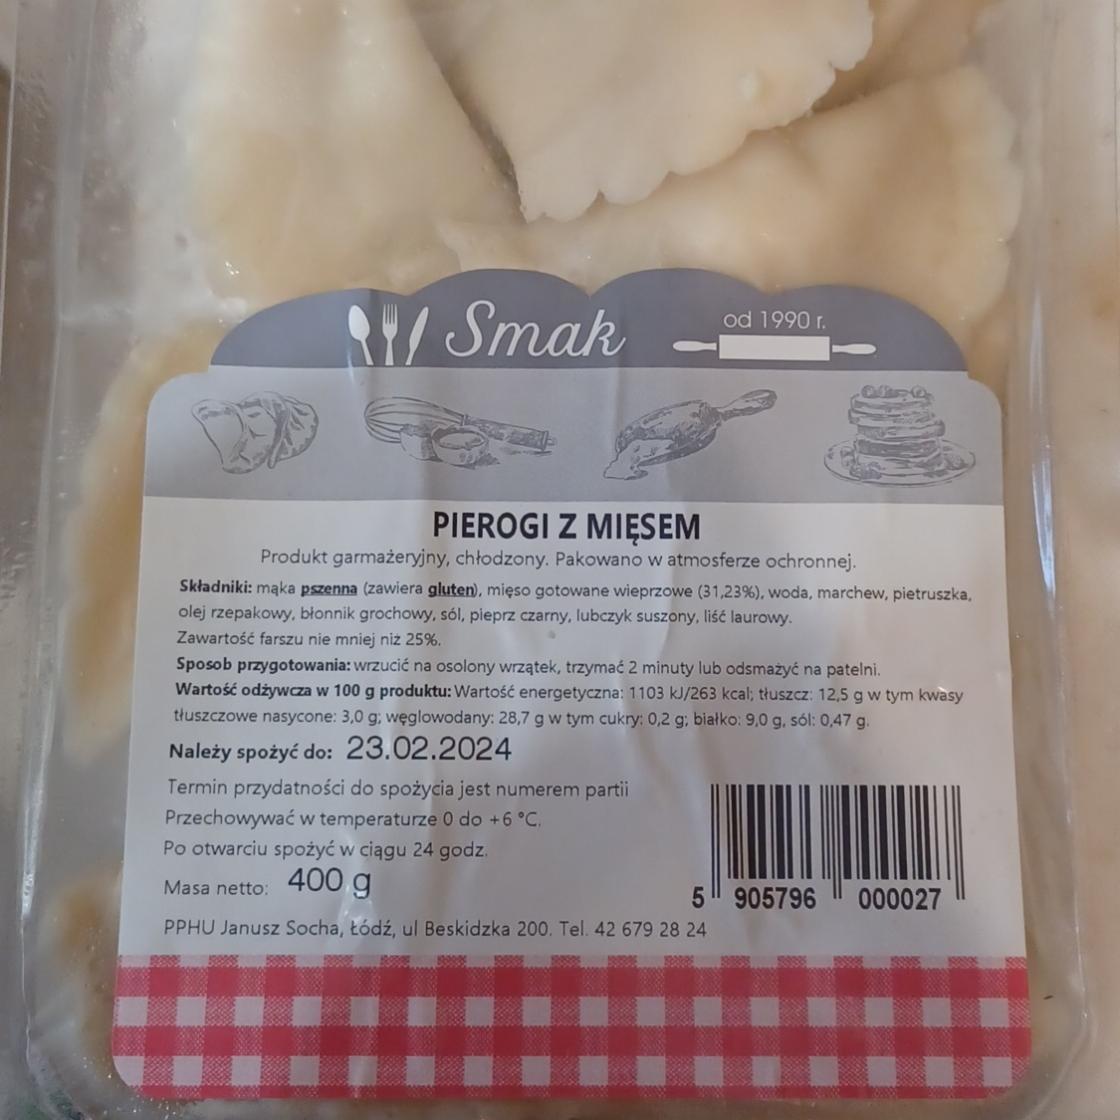 Smak
od 1990 r.
PIEROGI Z MIĘSEM
Produkt garmażeryjny, chłodzony. Pakowano w atmosferze ochronnej.
Składniki: mąka pszenna (zawiera gluten), mięso gotowane wieprzowe (31,23%), woda, marchew, pietruszka,
olej rzepakowy, błonnik grochowy, sól, pieprz czarny, lubczyk suszony, liść laurowy.
Zawartość farszu nie mniej niż 25%.
Sposob przygotowania: wrzucić na osolony wrzątek, trzymać 2 minuty lub odsmażyć na patelni.
Wartość odżywcza w 100 g produktu: Wartość energetyczna: 1103 kJ/263 kcal; tłuszcz: 12,5 g w tym kwasy
tłuszczowe nasycone: 3,0 g; węglowodany: 28,7 g w tym cukry: 0,2 g; białko: 9,0 g, sól: 0,47 g.
Należy spożyć do: 23.02.2024
Termin przydatności do spożycia jest numerem partii
Przechowywać w temperaturze 0 do +6 °C.
Po otwarciu spożyć w ciągu 24 godz.
Masa netto: 400 g
5 905796 000027
PPHU Janusz Socha, Łódź, ul Beskidzka 200. Tel. 42 679 28 24